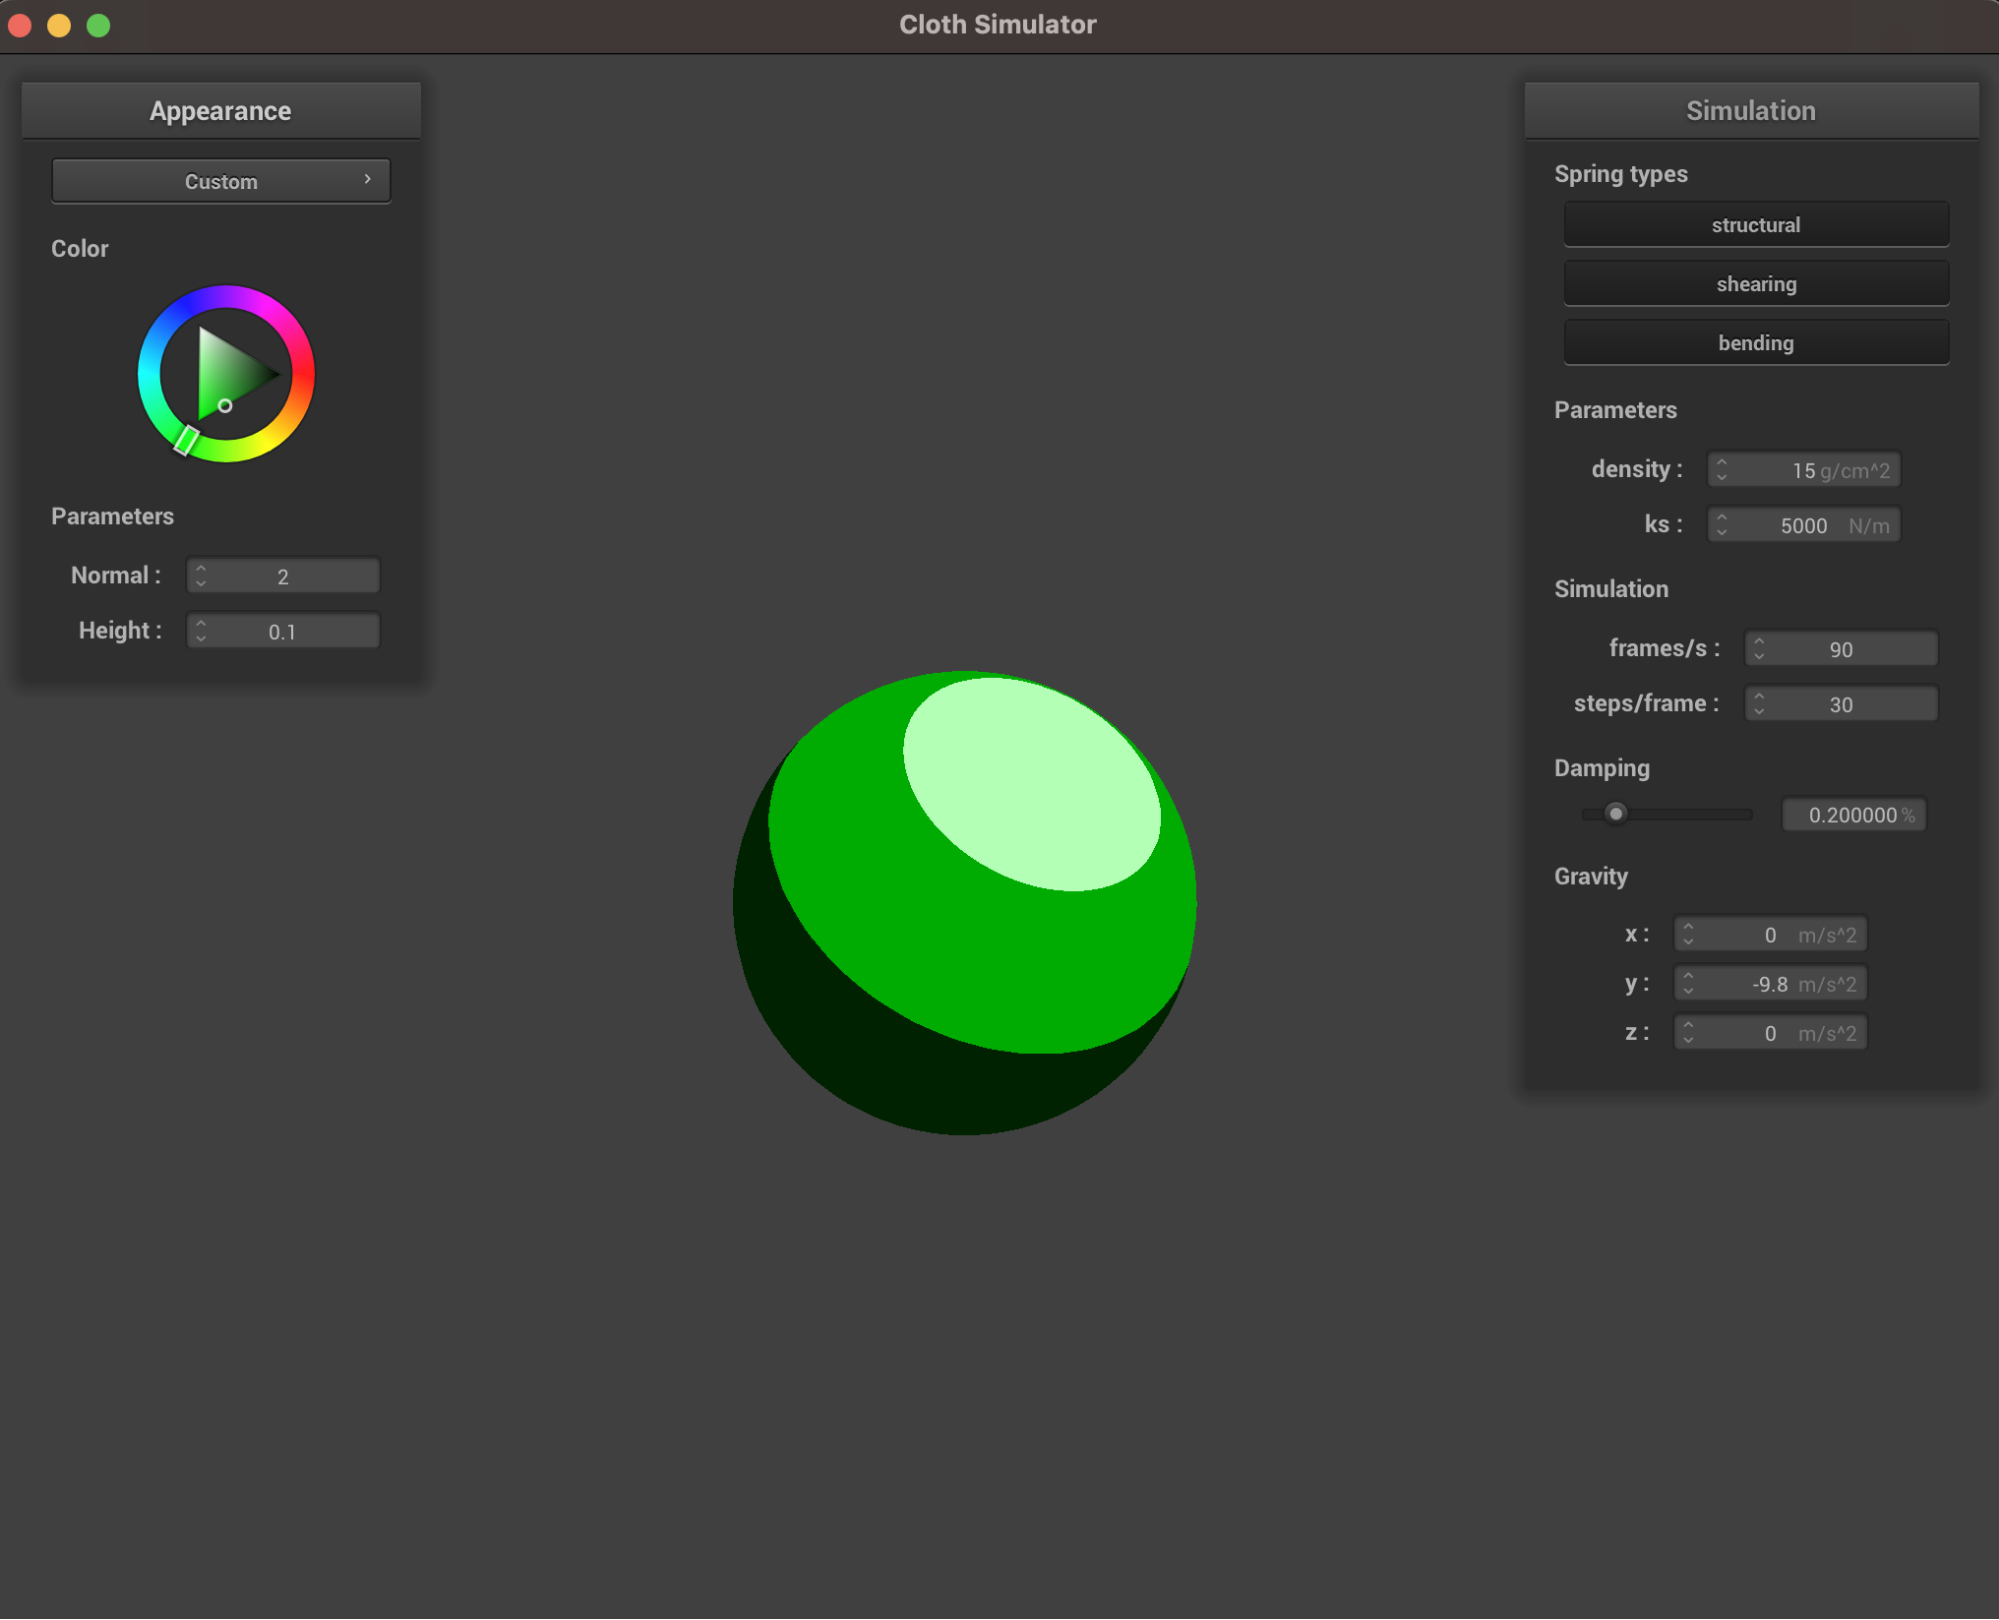 Cloth Simulator
Appearance
Custom
Color
Parameters
Normal : 2
Height : 0.1
Simulation
Spring types
structural
shearing
bending
Parameters
density : 15 g/cm^2
ks : 5000 N/m
Simulation
frames/s : 90
steps/frame : 30
Damping
0.200000 %
Gravity
x : 0 m/s^2
y : -9.8 m/s^2
z : 0 m/s^2